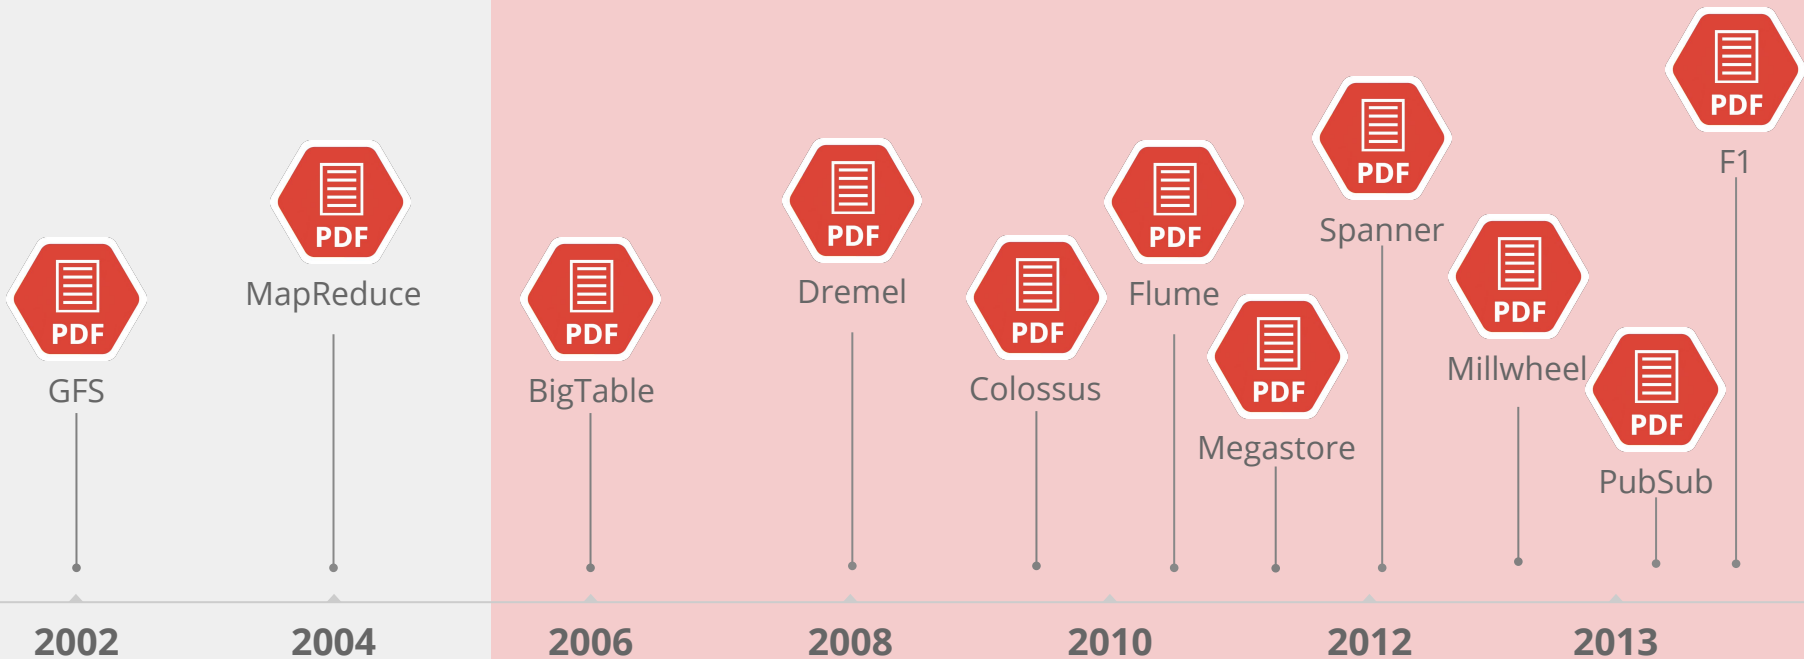 PDF
GFS
PDF
MapReduce
PDF
BigTable
PDF
Dremel
PDF
Colossus
PDF
Flume
PDF
Megastore
PDF
Spanner
PDF
Millwheel
PDF
PubSub
PDF
F1
2002
2004
2006
2008
2010
2012
2013